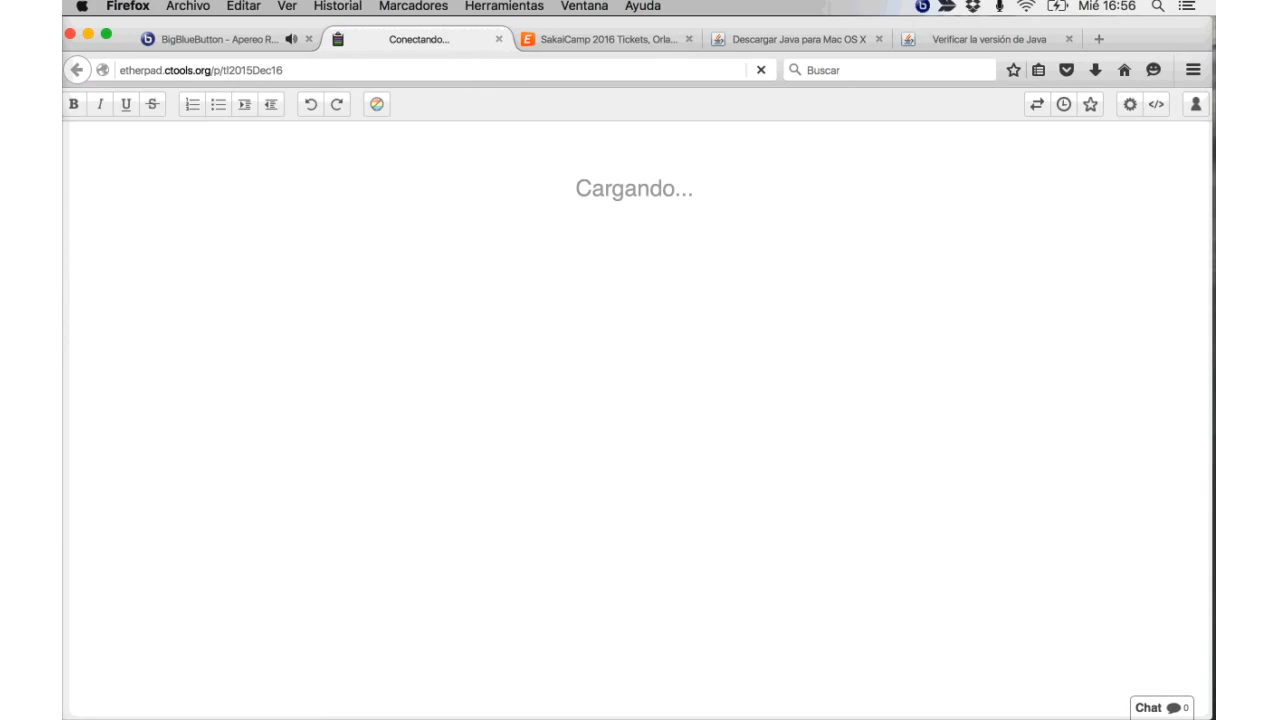 Firefox Archivo Editar Ver Historial Marcadores Herramientas Ventana Ayuda Mié 16:56
BigBlueButton - Apereo R... Conectando... SakaiCamp 2016 Tickets, Orla... Descargar Java para Mac OS X Verificar la versión de Java
etherpad.ctools.org/p/tl2015Dec16 Buscar
B I U S
Cargando...
Chat 0